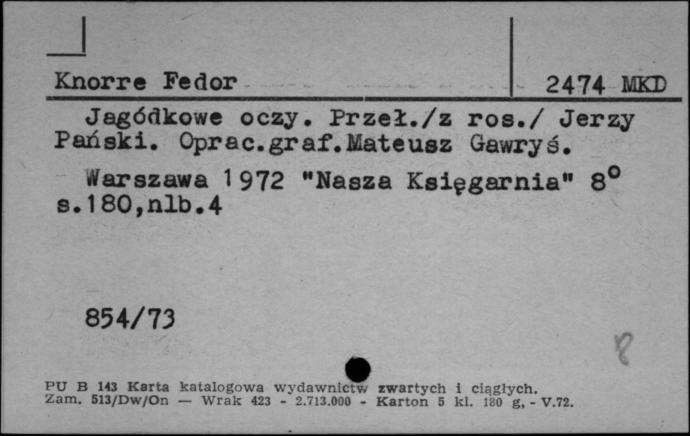 Knorre Fedor 2474 MKD
Jagódkowe oczy. Przeł./z ros./ Jerzy
Pański. Oprac.graf.Mateusz Gawryś.
Warszawa 1972 "Nasza Księgarnia" 8°
s.180,nlb.4
854/73
8
PU B 143 Karta katalogowa wydawnictw zwartych i ciągłych.
Zam. 513/Dw/On — Wrak 423 - 2.713.000 - Karton 5 kl. 180 g, - V.72.